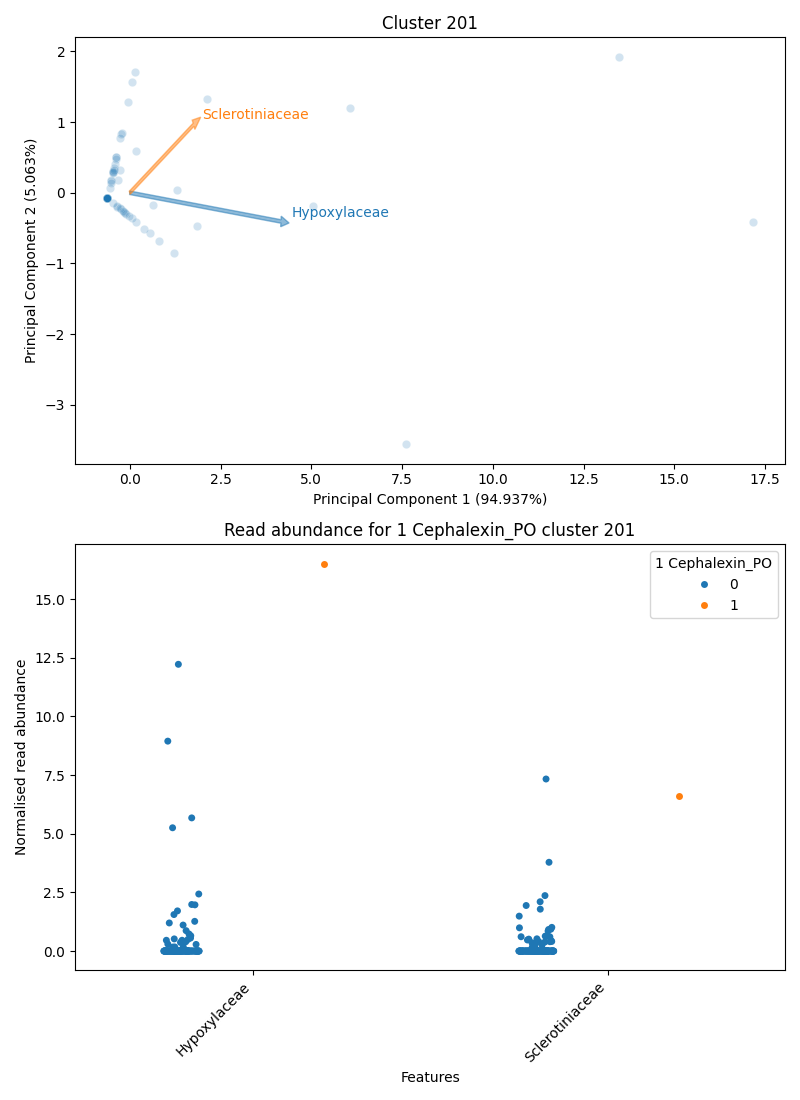 Cluster 201
2
1
0
−1
−2
−3
Principal Component 2 (5.063%)
Sclerotiniaceae
Hypoxylaceae
0.0 2.5 5.0 7.5 10.0 12.5 15.0 17.5
Principal Component 1 (94.937%)
Read abundance for 1 Cephalexin_PO cluster 201
15.0
12.5
10.0
7.5
5.0
2.5
0.0
Normalised read abundance
1 Cephalexin_PO
0
1
Hypoxylaceae
Sclerotiniaceae
Features